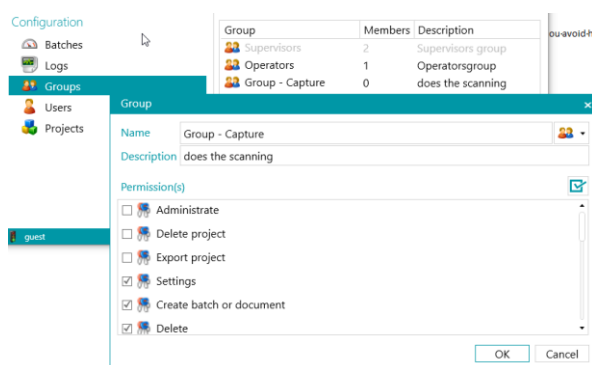 Configuration
Batches
Logs
Groups
Users
Projects
guest
Group Members Description
Supervisors 2 Supervisors group
Operators 1 Operatorsgroup
Group - Capture 0 does the scanning
ou-avoid-h
Group
Name Group - Capture
Description does the scanning
Permission(s)
Administrate
Delete project
Export project
Settings
Create batch or document
Delete
OK Cancel